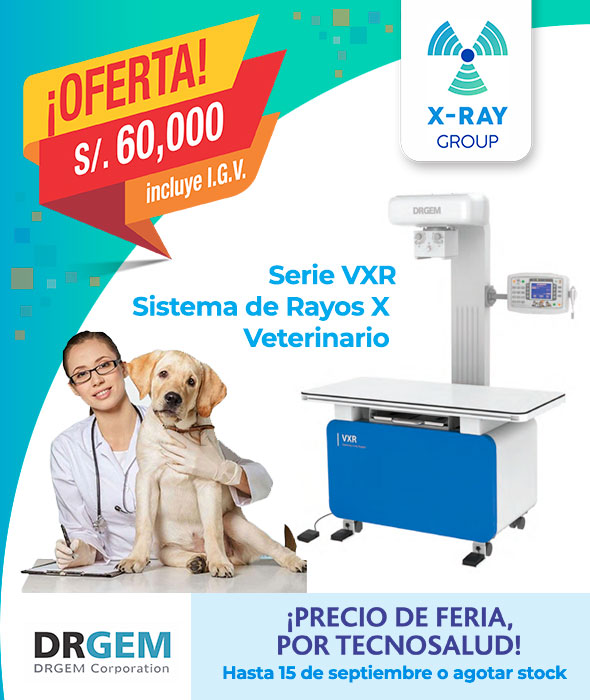 ¡OFERTA!
S/. 60,000
incluye I.G.V.
X-RAY
GROUP
DRGEM
Serie VXR
Sistema de Rayos X
Veterinario
VXR
DRGEM
DRGEM Corporation
¡PRECIO DE FERIA,
POR TECNOSALUD!
Hasta 15 de septiembre o agotar stock